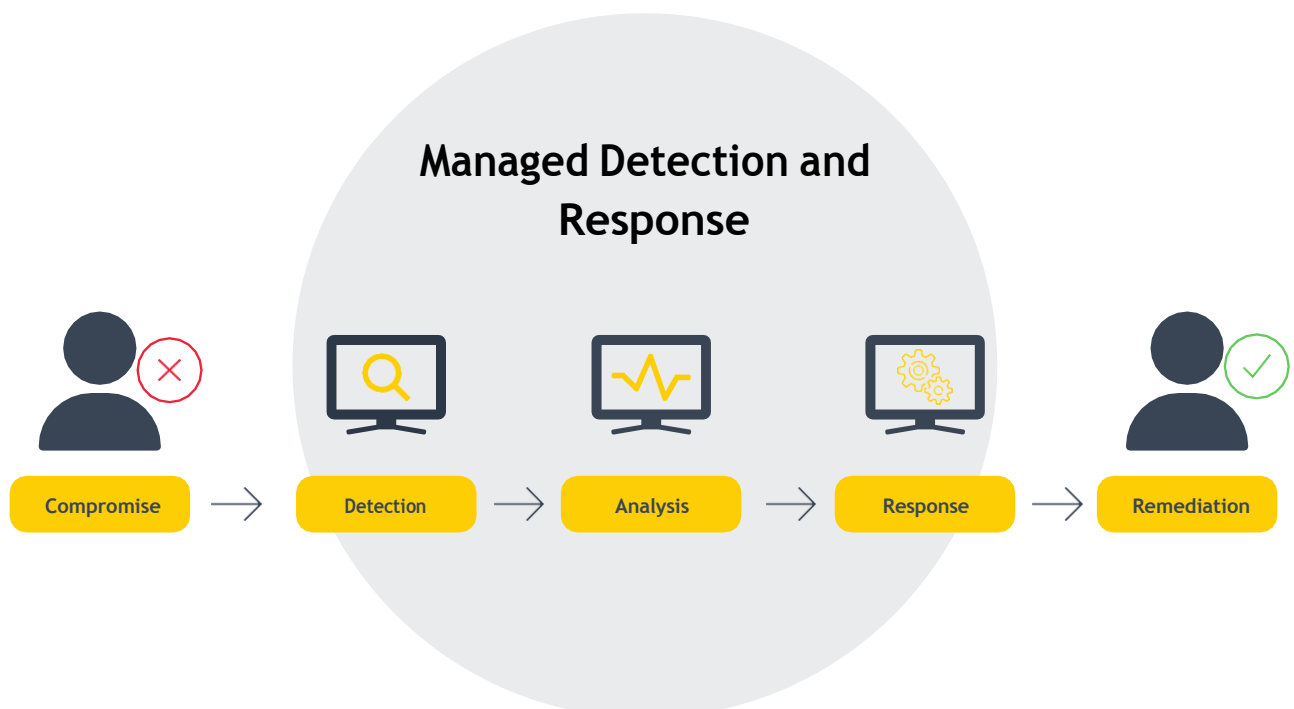 Managed Detection and
Response
Compromise
Detection
Analysis
Response
Remediation